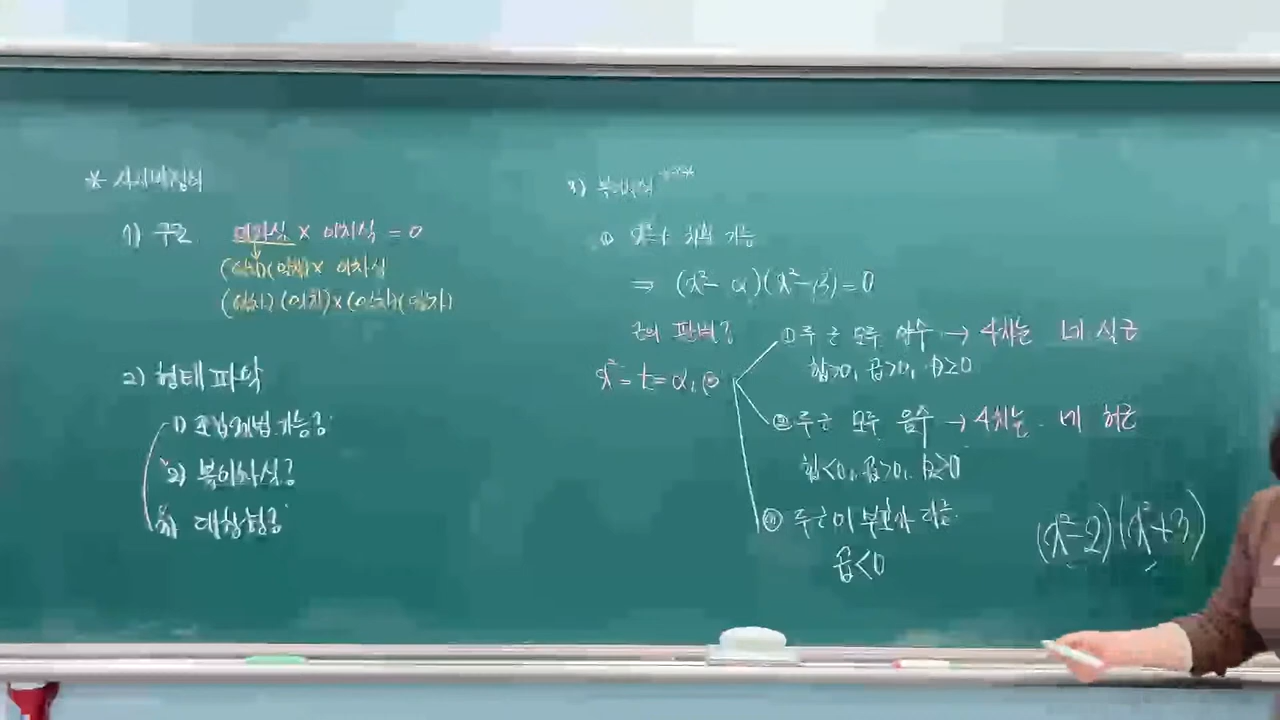 * 사차방정식
1) 구조 이차식 × 이차식 = 0
(일차)(일차)× 이차식
(일차)(일차)×(일차)(일차)
2) 형태 파악
1) 조립제법 가능?
2) 복이차식?
3) 대칭형?
3) 복이차식
① x²=t 치환 가능
⇒ (x²-α)(x²-β)=0
근의 판별?
x²=t=α, β
① 두 근 모두 양수 → 4차는 네 실근
합>0, 곱>0, D≥0
② 두 근 모두 음수 → 4차는 네 허근
합<0, 곱>0, D≥0
③ 두 근이 부호가 다름
곱<0
(x²-2)(x²+3)